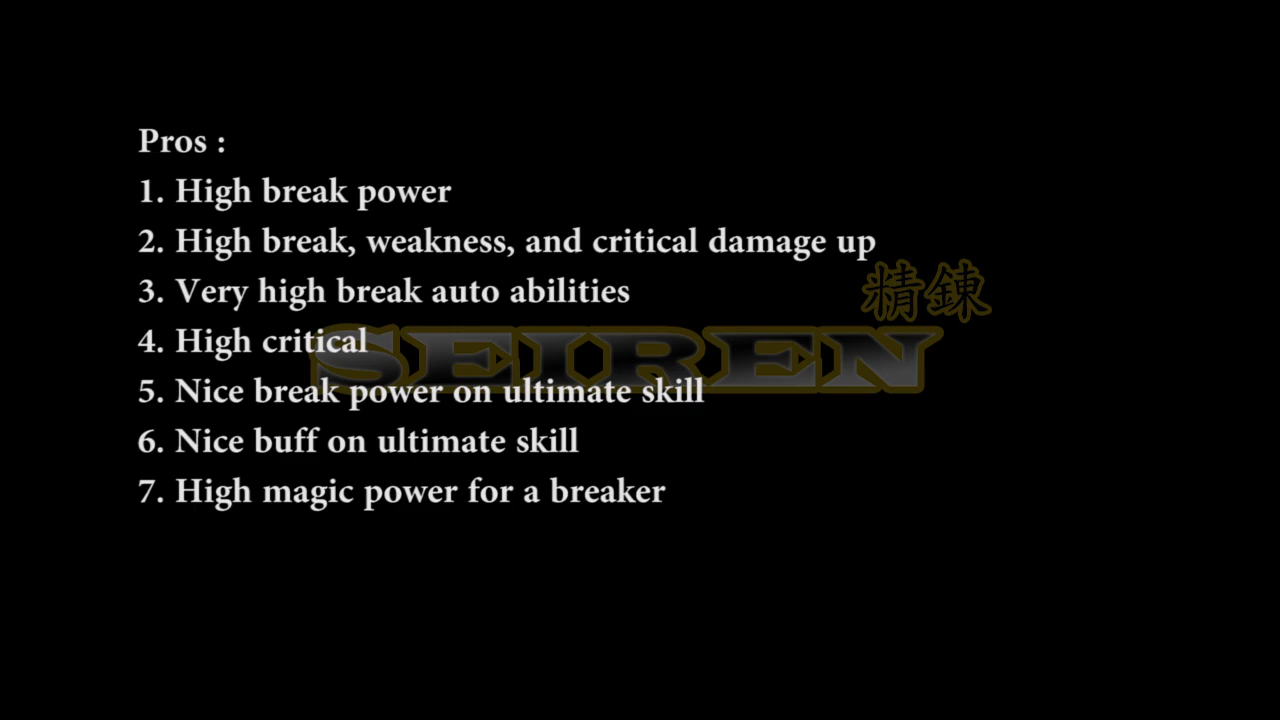 Pros :
1. High break power
2. High break, weakness, and critical damage up
3. Very high break auto abilities
4. High critical
5. Nice break power on ultimate skill
6. Nice buff on ultimate skill
7. High magic power for a breaker
精錬
SEIREN